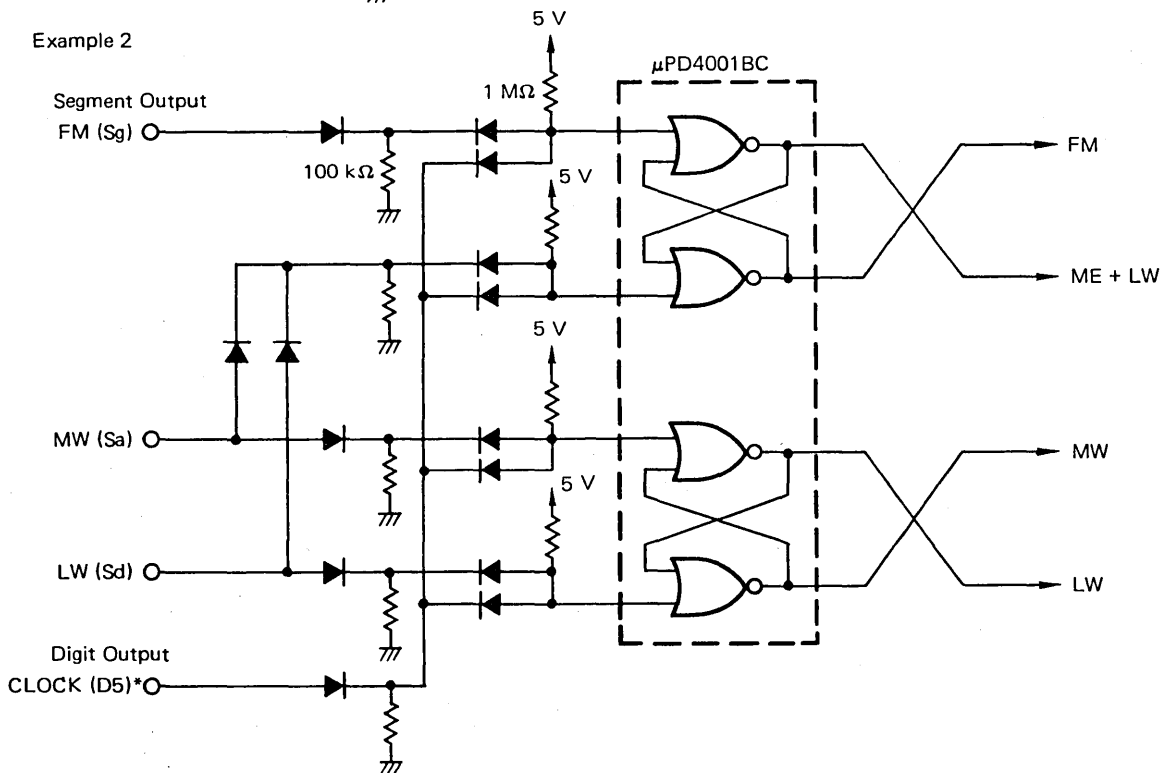 5 V
Example 2
µPD4001BC
Segment Output
1 MΩ
FM (Sg)
FM
100 kΩ
5 V
ME + LW
5 V
MW (Sa)
MW
5 V
LW (Sd)
LW
Digit Output
CLOCK (D5)*